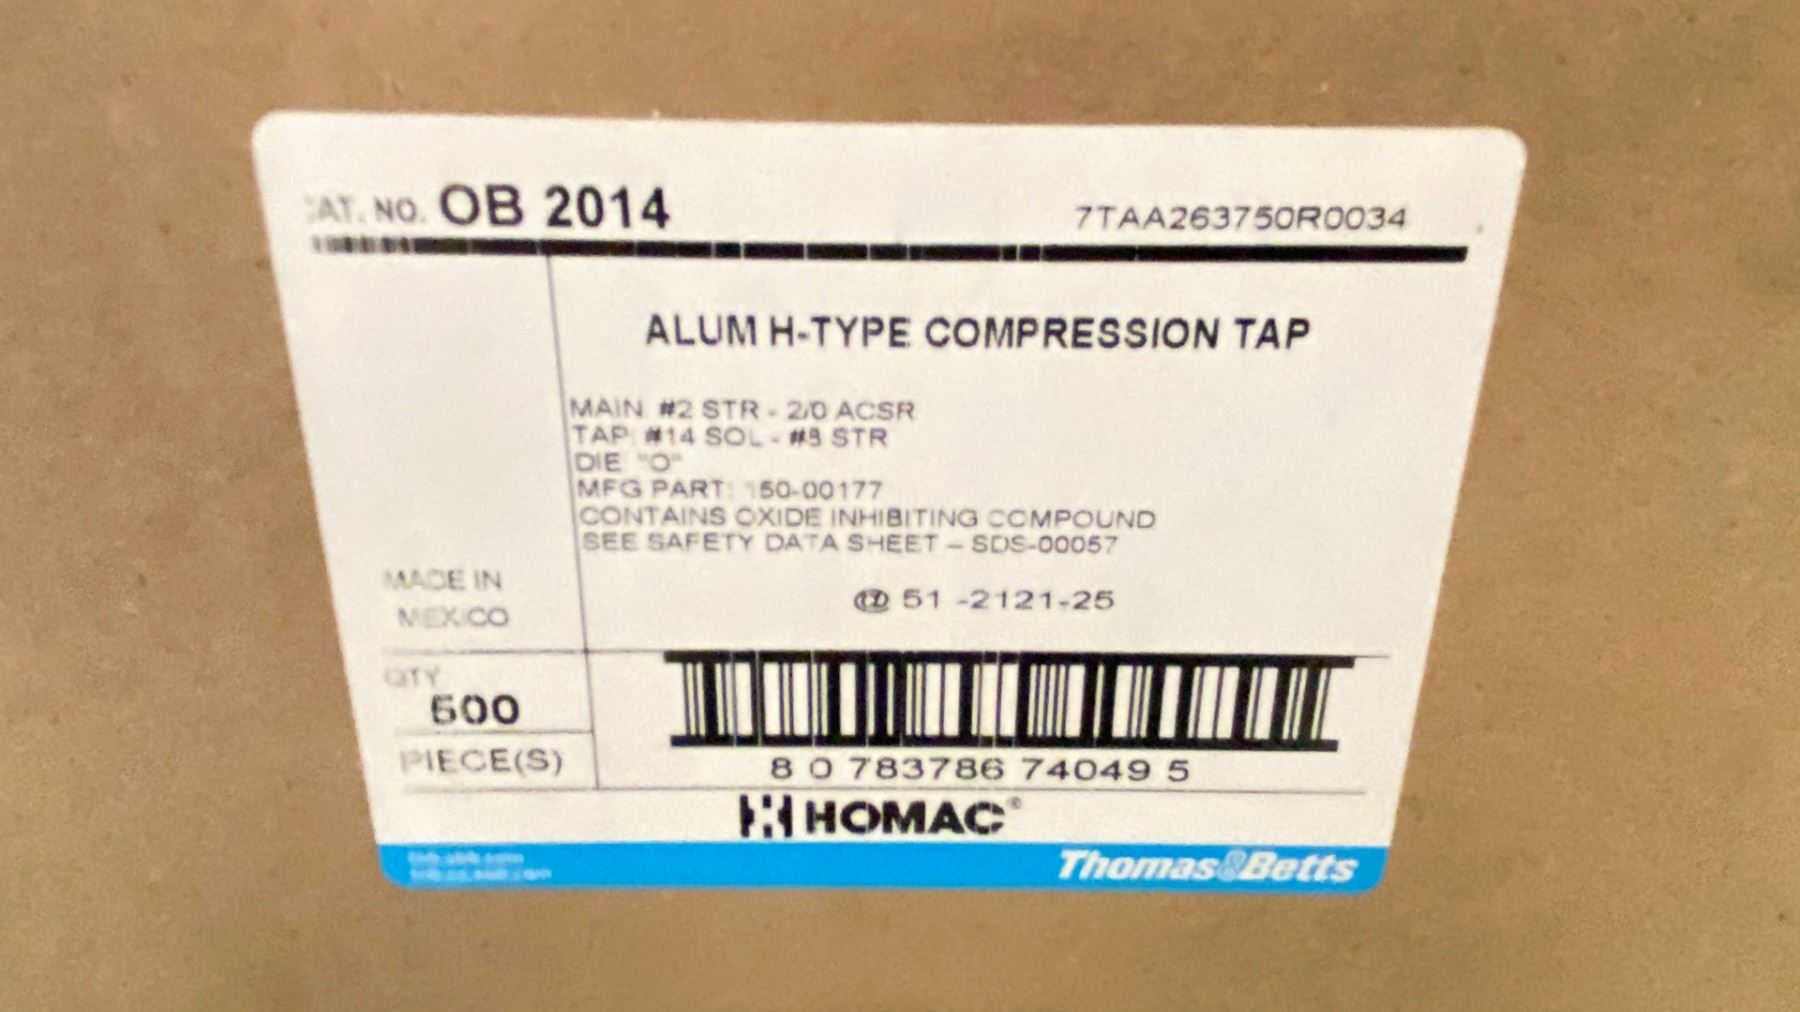 CAT. NO. OB 2014
7TAA263750R0034
ALUM H-TYPE COMPRESSION TAP
MAIN: #2 STR - 2/0 ACSR
TAP: #14 SOL - #8 STR
DIE "O"
MFG PART: 150-00177
CONTAINS OXIDE INHIBITING COMPOUND
SEE SAFETY DATA SHEET – SDS-00057
MADE IN
MEXICO
51 -2121-25
QTY
500
PIECE(S)
8 0 783786 74049 5
HOMAC®
Thomas&Betts